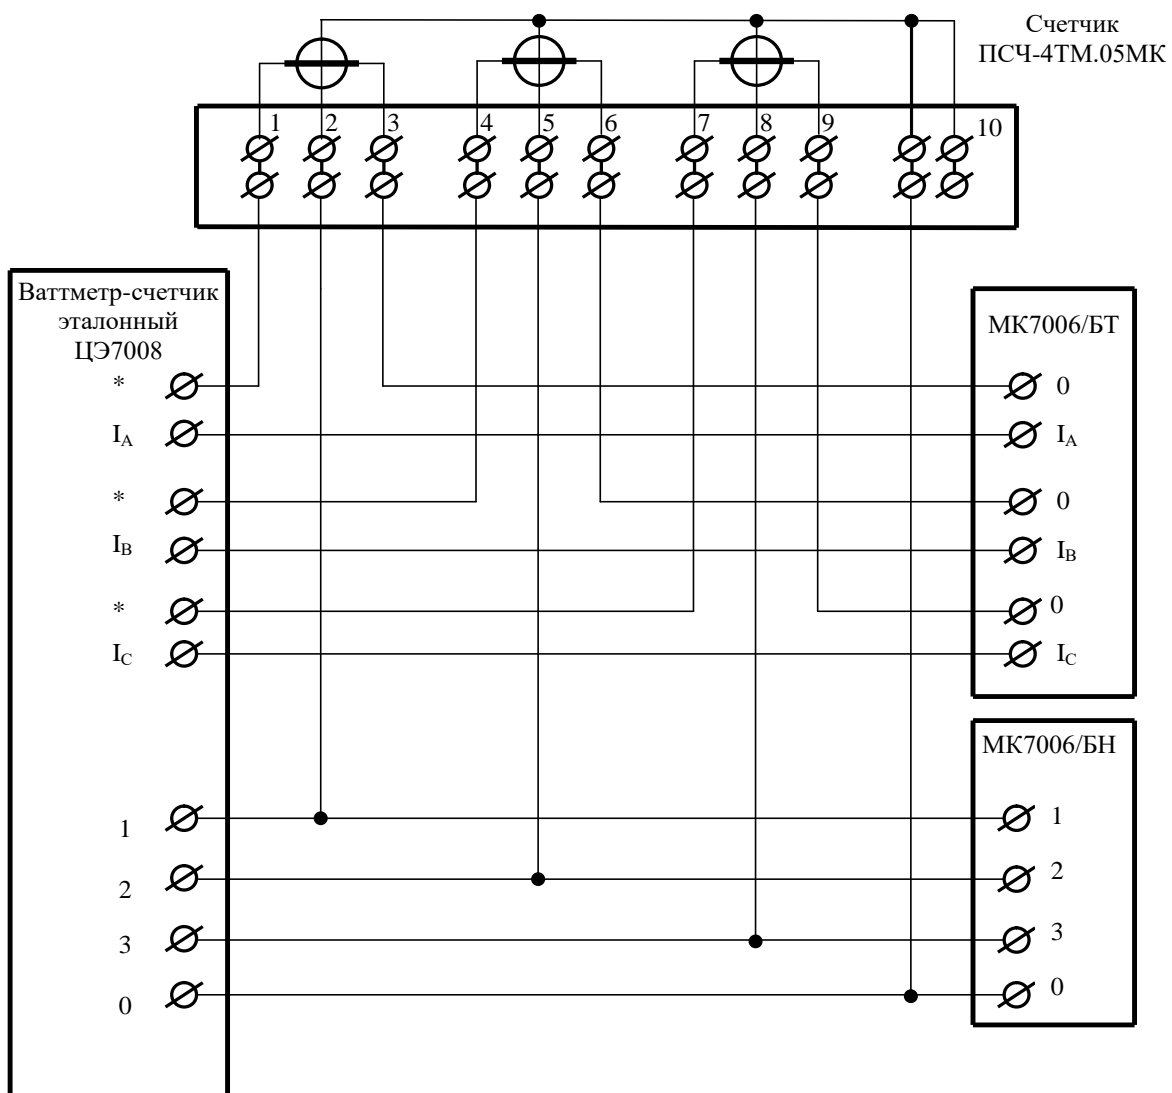 Счетчик
ПСЧ-4ТМ.05МК
1 2 3 4 5 6 7 8 9 10
Ваттметр-счетчик
эталонный
ЦЭ7008
*
IA
*
IB
*
IC
1
2
3
0
МК7006/БТ
0
IA
0
IB
0
IC
МК7006/БН
1
2
3
0